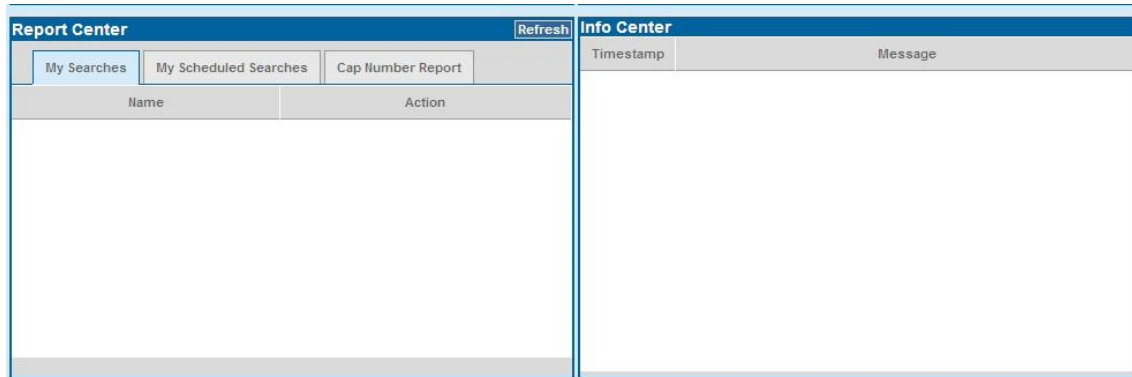 Report Center Refresh
My Searches My Scheduled Searches Cap Number Report
Name Action
Info Center
Timestamp Message